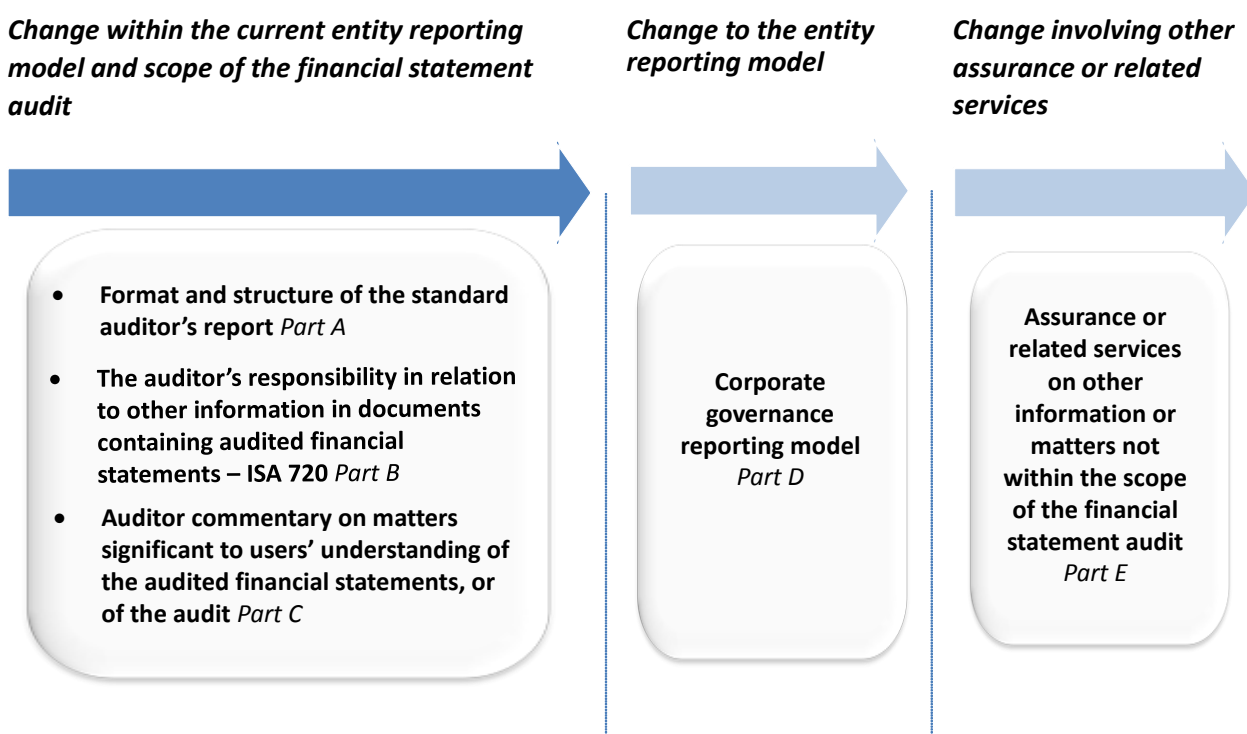 Change within the current entity reporting
model and scope of the financial statement
audit
Change to the entity
reporting model
Change involving other
assurance or related
services
• Format and structure of the standard
auditor’s report Part A
• The auditor’s responsibility in relation
to other information in documents
containing audited financial
statements – ISA 720 Part B
• Auditor commentary on matters
significant to users’ understanding of
the audited financial statements, or
of the audit Part C
Corporate
governance
reporting model
Part D
Assurance or
related services
on other
information or
matters not
within the scope
of the financial
statement audit
Part E